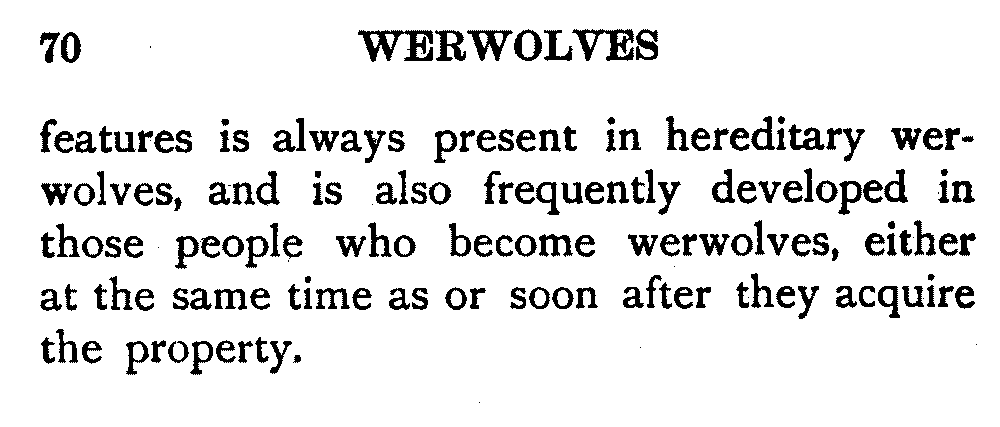 70 WERWOLVES
features is always present in hereditary wer-
wolves, and is also frequently developed in
those people who become werwolves, either
at the same time as or soon after they acquire
the property.